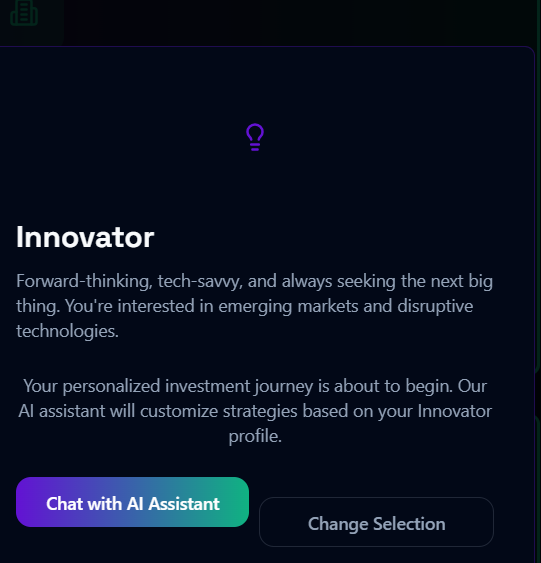 Innovator
Forward-thinking, tech-savvy, and always seeking the next big
thing. You're interested in emerging markets and disruptive
technologies.
Your personalized investment journey is about to begin. Our
AI assistant will customize strategies based on your Innovator
profile.
Chat with AI Assistant
Change Selection